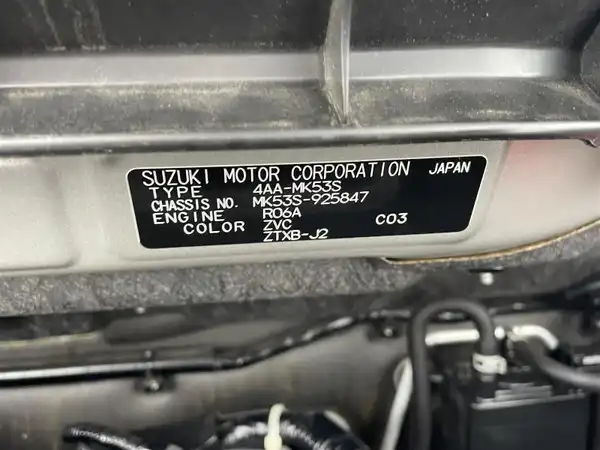 SUZUKI MOTOR CORPORATION JAPAN
TYPE 4AA-MK53S
CHASSIS NO. MK53S-925847
ENGINE R06A
COLOR ZVC C03
ZTXB-J2